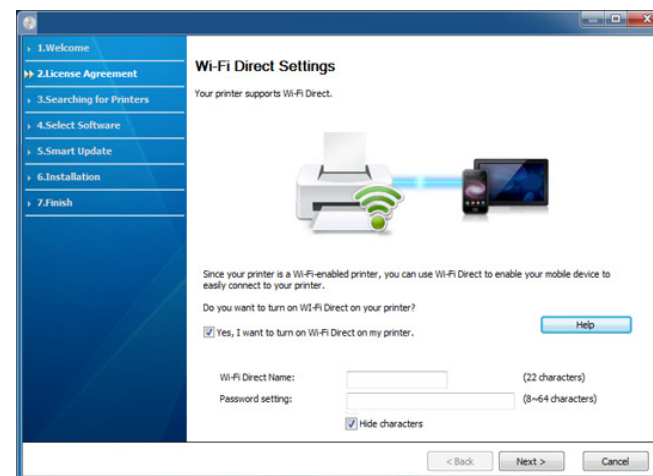 1.Welcome
2.License Agreement
3.Searching for Printers
4.Select Software
5.Smart Update
6.Installation
7.Finish
Wi-Fi Direct Settings
Your printer supports Wi-Fi Direct.
Since your printer is a Wi-Fi-enabled printer, you can use Wi-Fi Direct to enable your mobile device to
easily connect to your printer.
Do you want to turn on WI-Fi Direct on your printer?
Yes, I want to turn on Wi-Fi Direct on my printer.
Help
Wi-Fi Direct Name: (22 characters)
Password setting: (8~64 characters)
Hide characters
< Back Next > Cancel